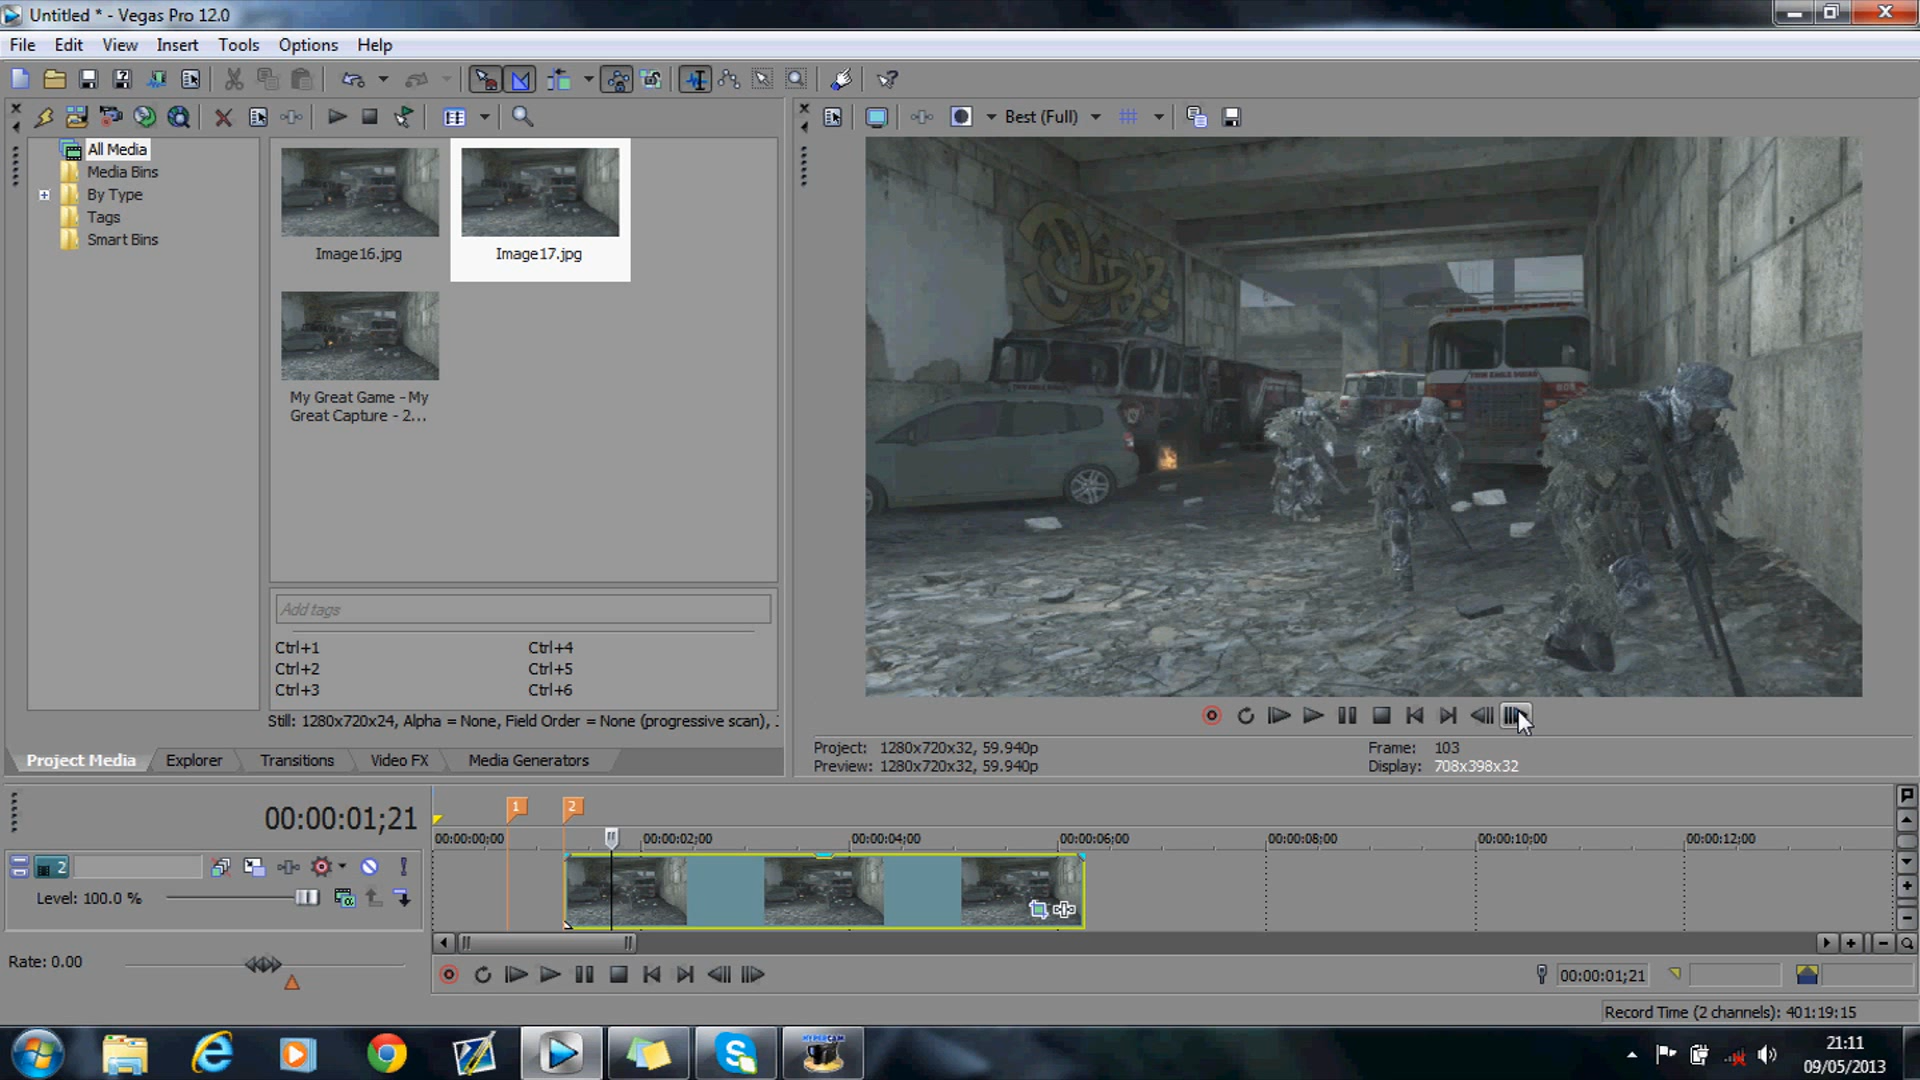 Untitled * - Vegas Pro 12.0
File Edit View Insert Tools Options Help
Best (Full)
All Media
Media Bins
By Type
Tags
Smart Bins
Image16.jpg
Image17.jpg
My Great Game - My
Great Capture - 2...
Add tags
Ctrl+1
Ctrl+4
Ctrl+2
Ctrl+5
Ctrl+3
Ctrl+6
Still: 1280x720x24, Alpha = None, Field Order = None (progressive scan),
Project Media Explorer Transitions Video FX Media Generators
Project: 1280x720x32, 59.940p
Frame: 103
Preview: 1280x720x32, 59.940p
Display: 708x398x32
00:00:01;21
1
2
00:00:00;00 00:00:02;00 00:00:04;00 00:00:06;00 00:00:08;00 00:00:10;00 00:00:12;00
2
Level: 100.0 %
Rate: 0.00
00:00:01;21
Record Time (2 channels): 401:19:15
HYPERCAM
21:11
09/05/2013